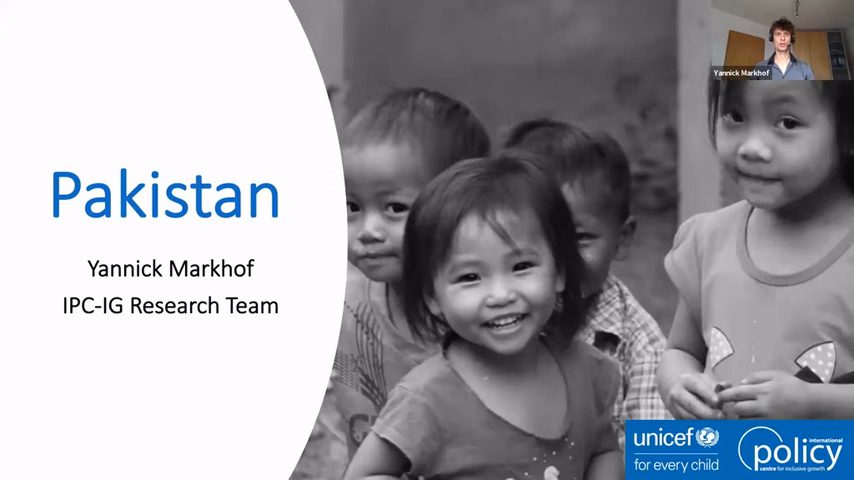 Pakistan
Yannick Markhof
IPC-IG Research Team
Yannick Markhof
unicef
for every child
international
policy
centre for inclusive growth